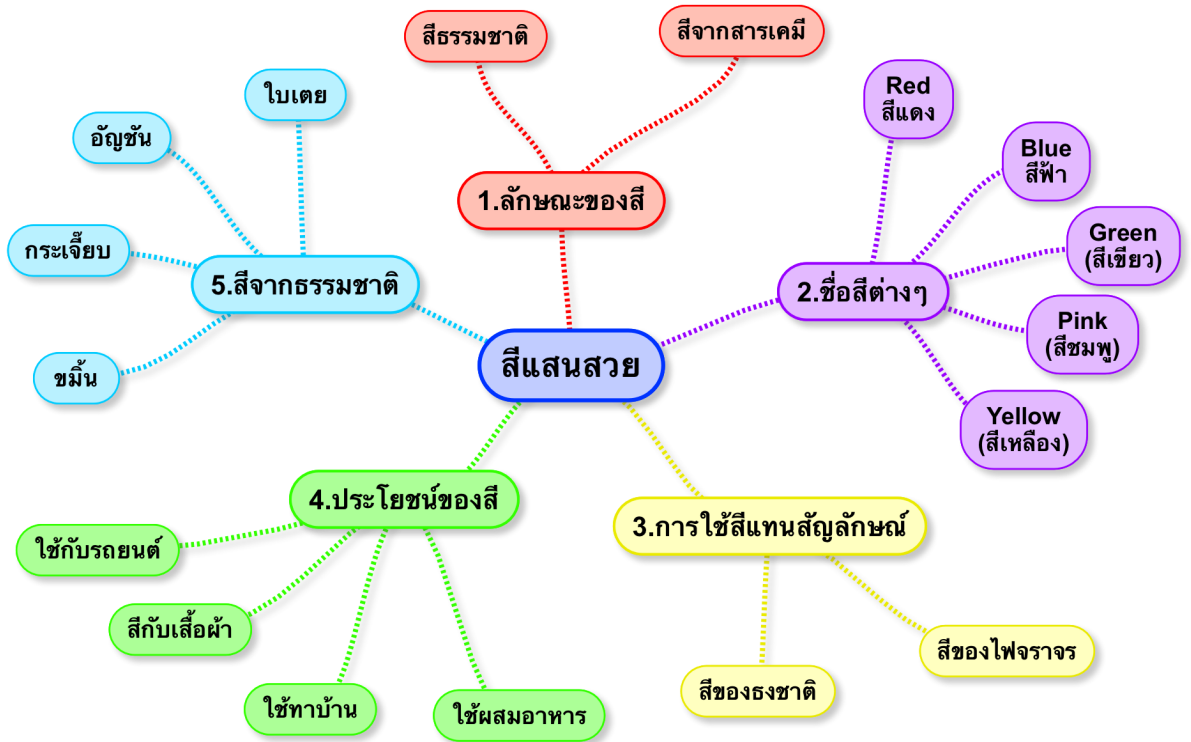 สีแสนสวย
1.ลักษณะของสี
สีธรรมชาติ
สีจากสารเคมี
2.ชื่อสีต่างๆ
Red
สีแดง
Blue
สีฟ้า
Green
(สีเขียว)
Pink
(สีชมพู)
Yellow
(สีเหลือง)
3.การใช้สีแทนสัญลักษณ์
สีของไฟจราจร
สีของธงชาติ
4.ประโยชน์ของสี
ใช้กับรถยนต์
สีกับเสื้อผ้า
ใช้ทาบ้าน
ใช้ผสมอาหาร
5.สีจากธรรมชาติ
ใบเตย
อัญชัน
กระเจี๊ยบ
ขมิ้น